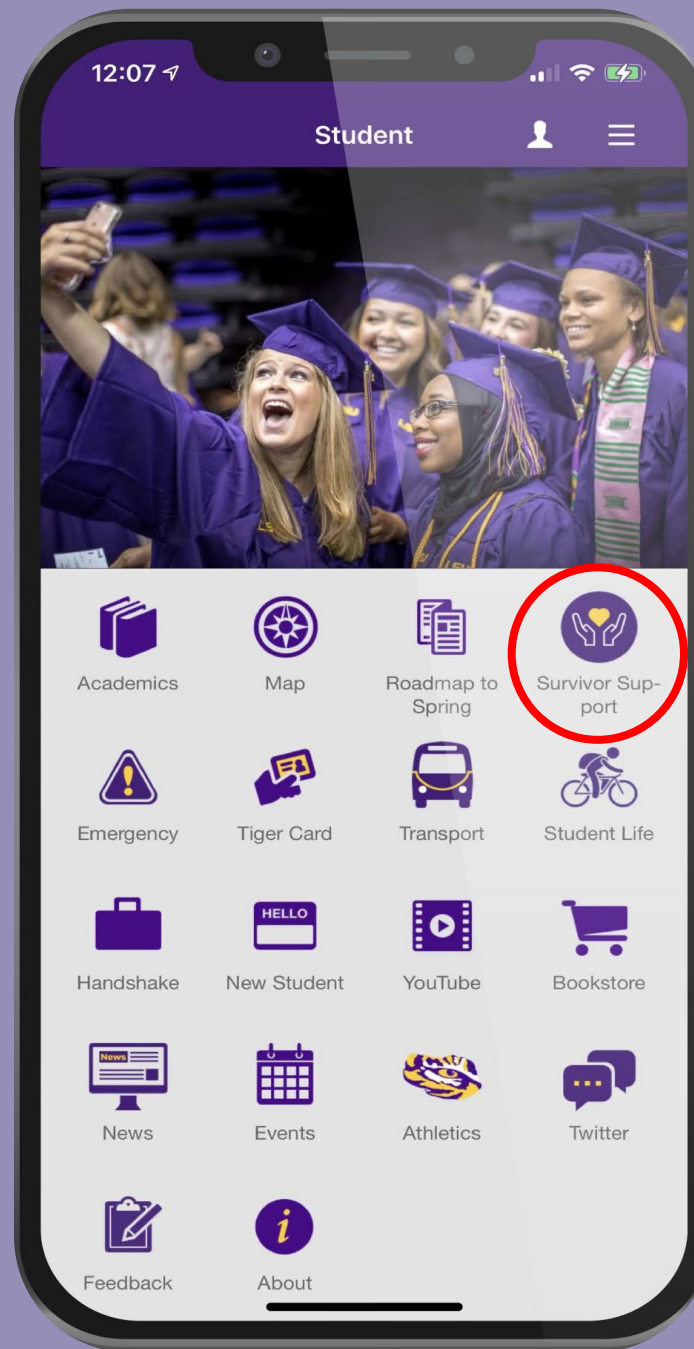 12:07
Student
Academics
Map
Roadmap to
Spring
Survivor Sup-
port
Emergency
Tiger Card
Transport
Student Life
HELLO
Handshake
New Student
YouTube
Bookstore
News
News
Events
Athletics
Twitter
i
Feedback
About